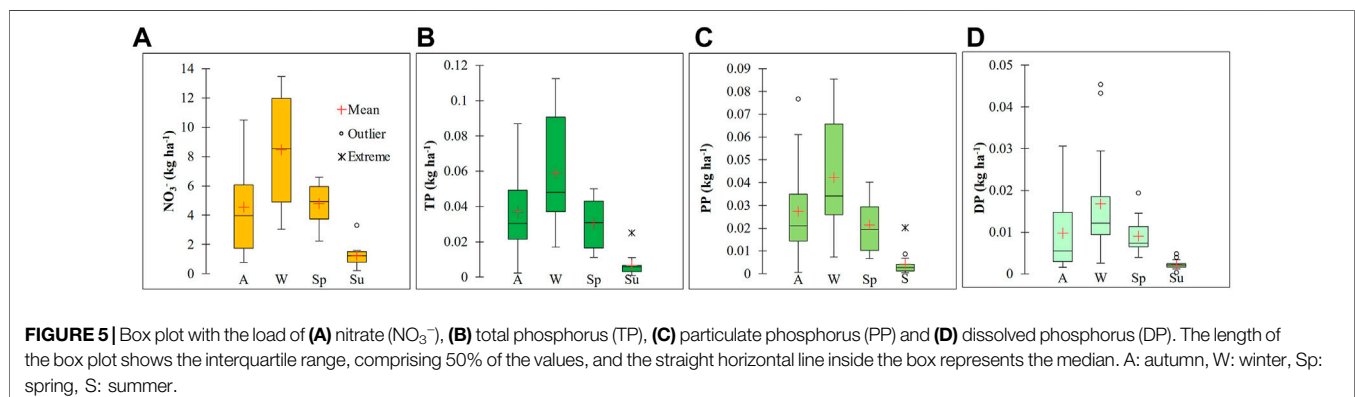 A
B
C
D
14
12
10
8
6
4
2
0
NO₃⁻ (kg ha⁻¹)
Mean
Outlier
Extreme
A W Sp Su
0.12
0.1
0.08
0.06
0.04
0.02
0
TP (kg ha⁻¹)
A W Sp Su
0.09
0.08
0.07
0.06
0.05
0.04
0.03
0.02
0.01
0
PP (kg ha⁻¹)
A W Sp S
0.05
0.04
0.03
0.02
0.01
0
DP (kg ha⁻¹)
A W Sp Su
FIGURE 5 | Box plot with the load of (A) nitrate (NO₃⁻), (B) total phosphorus (TP), (C) particulate phosphorus (PP) and (D) dissolved phosphorus (DP). The length of
the box plot shows the interquartile range, comprising 50% of the values, and the straight horizontal line inside the box represents the median. A: autumn, W: winter, Sp:
spring, S: summer.